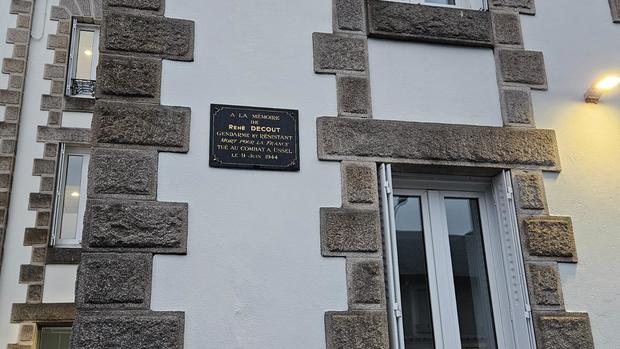 A LA MÉMOIRE
DE
RENÉ DECOUT
GENDARME ET RÉSISTANT
MORT POUR LA FRANCE
TUÉ AU COMBAT A USSEL
LE 9 JUIN 1944